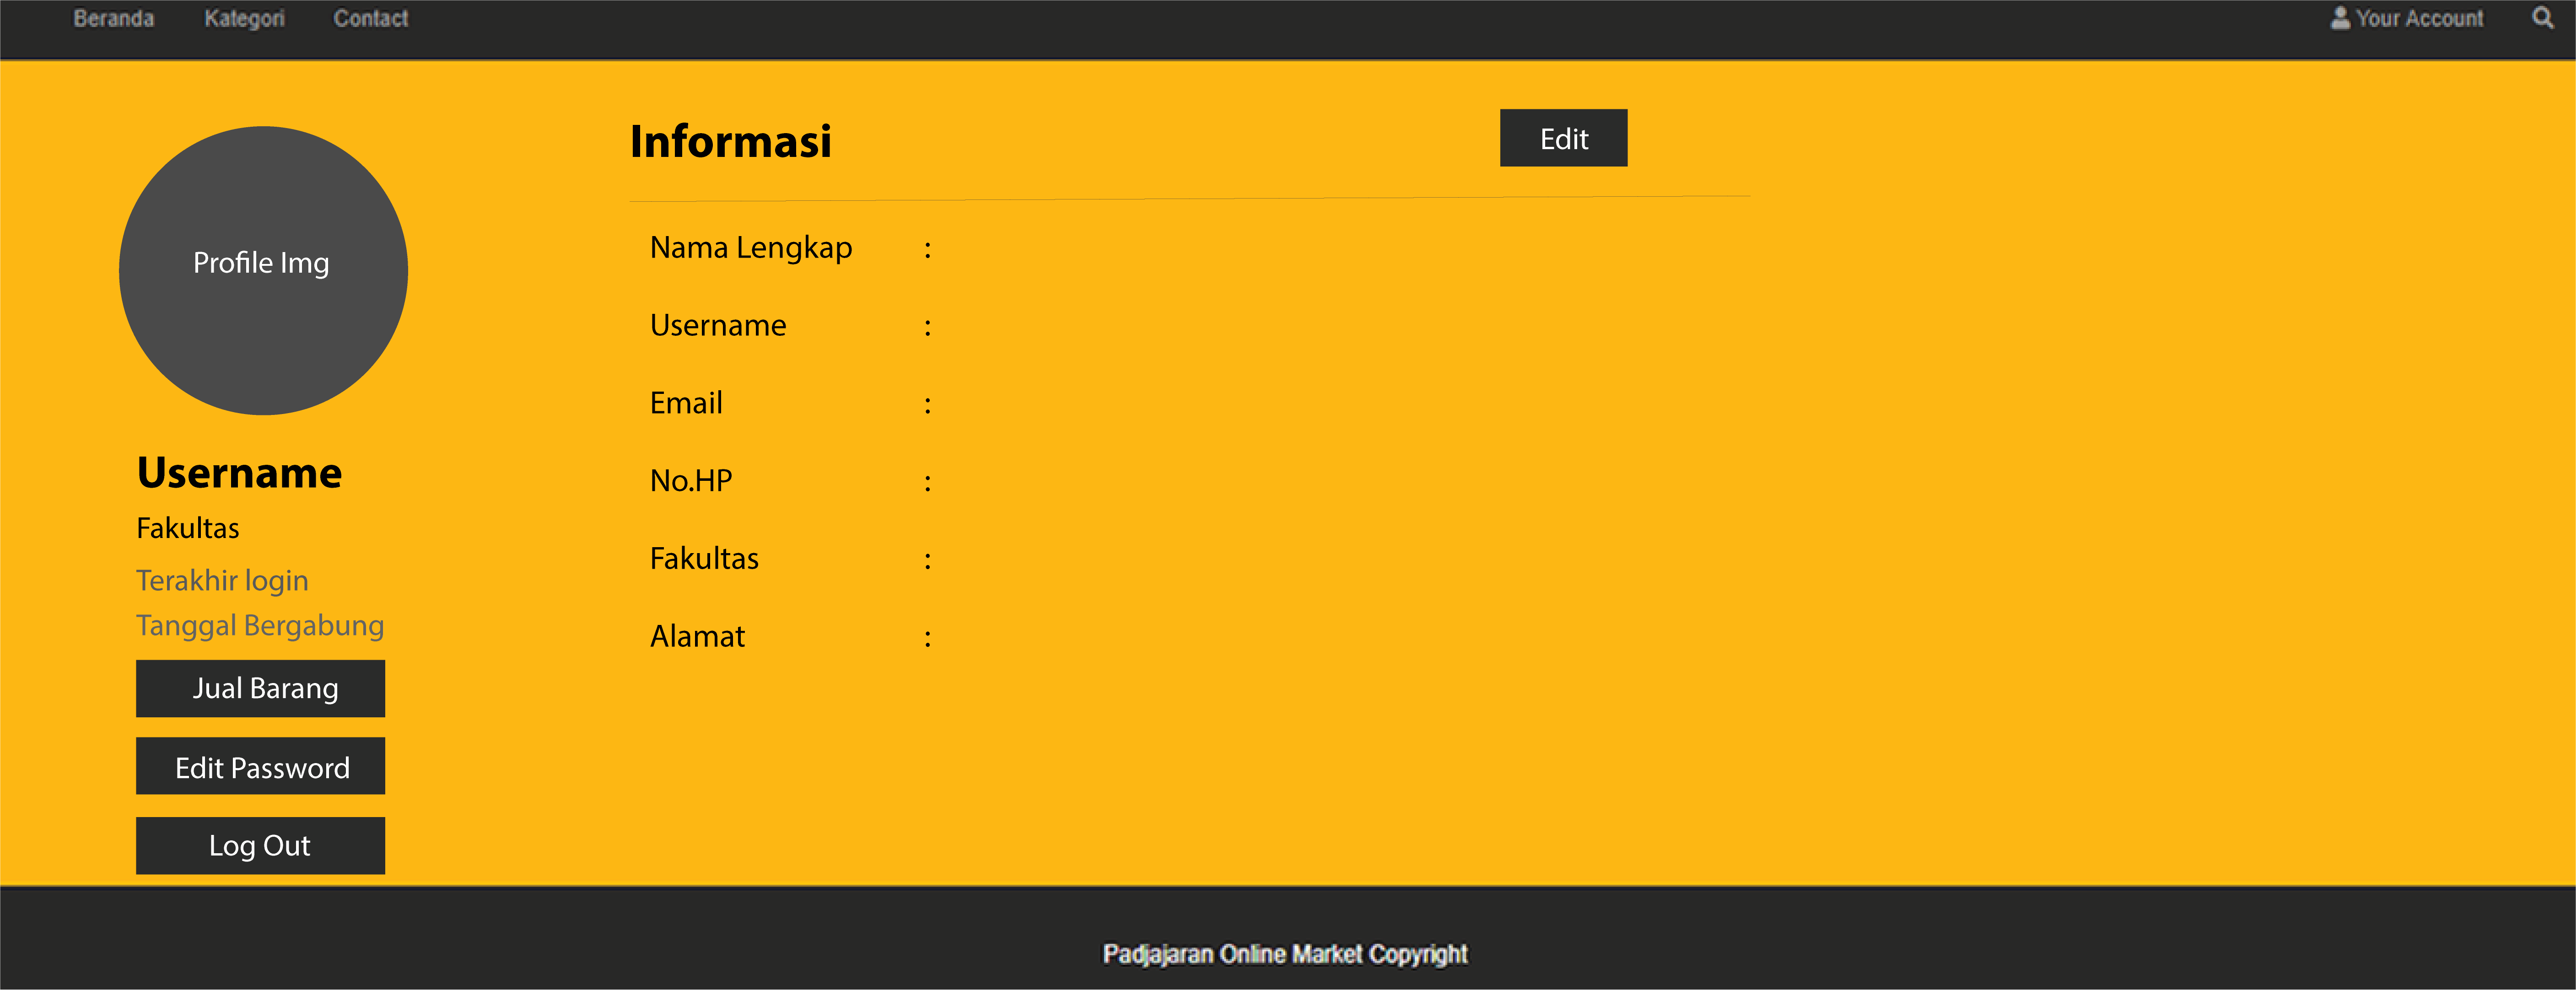 Beranda Kategori Contact Your Account
Profile Img
Username
Fakultas
Terakhir login
Tanggal Bergabung
Jual Barang
Edit Password
Log Out
Informasi Edit
Nama Lengkap :
Username :
Email :
No.HP :
Fakultas :
Alamat :
Padjajaran Online Market Copyright